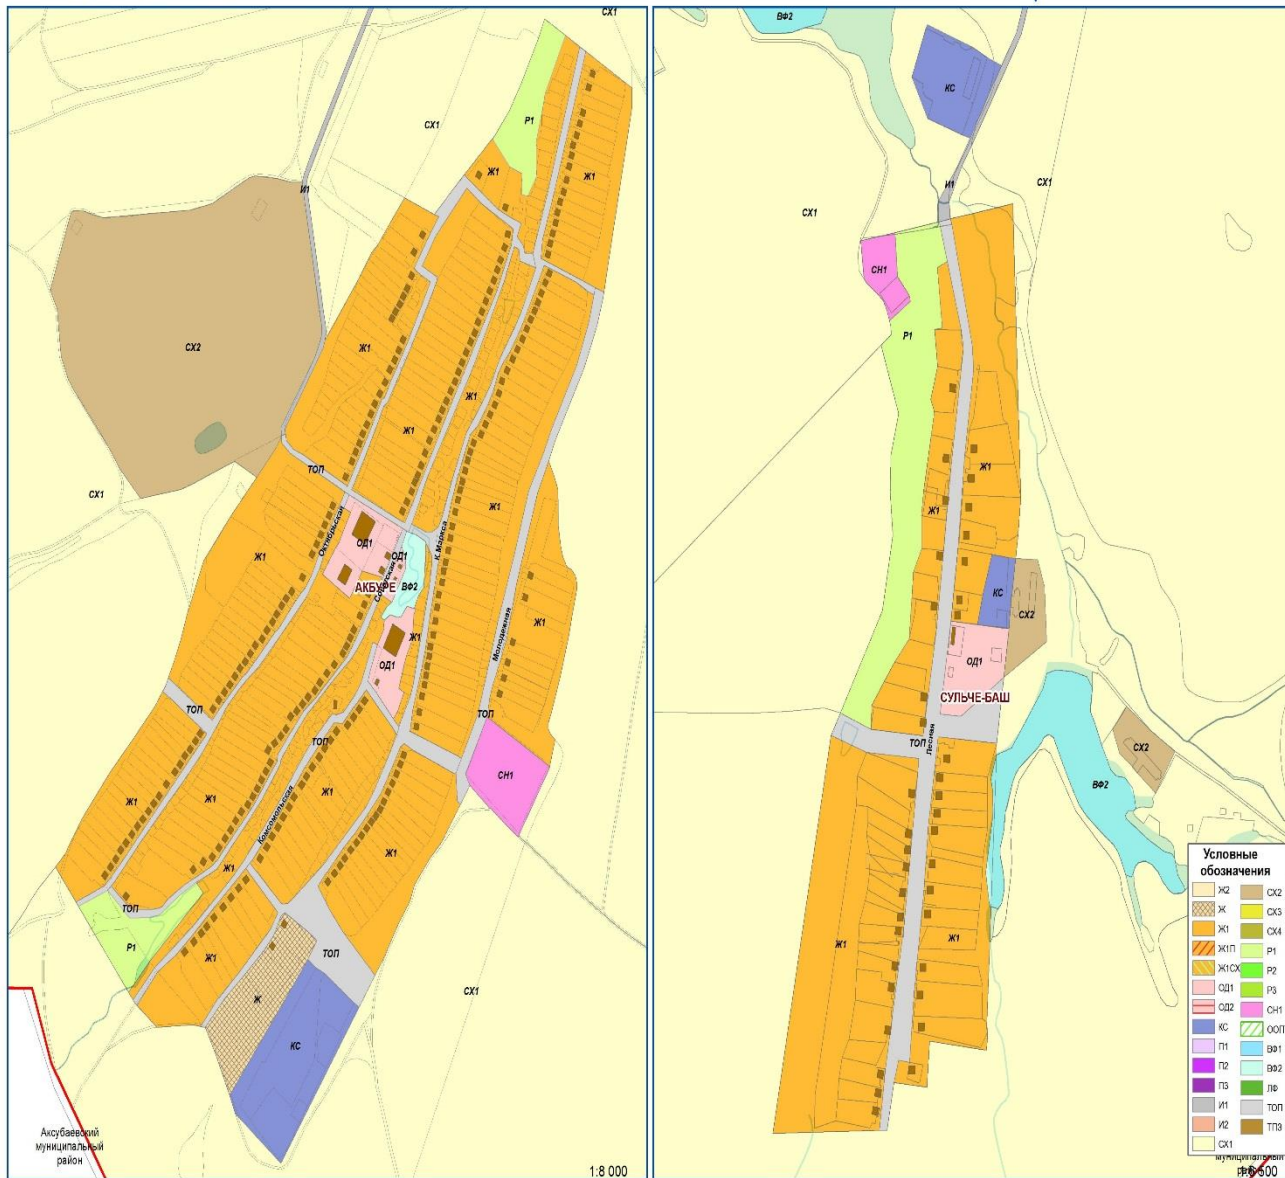 СХ1
Р1
СХ1
Ж1
Ж1
И1
СХ2
Ж1
Ж1
Ж1
ТОП
СХ1
Октябрьская
Ж1
К.Маркса
ОД1
ОД1
АКБУРЕ
Советская
ВФ2
Ж1
Ж1
Ж1
ОД1
Молодежная
ТОП
ТОП
ТОП
СН1
Ж1
Ж1
Ж1
Комсомольская
Ж1
Ж1
ТОП
Р1
Ж1
ТОП
Ж
КС
СХ1
Аксубаевский
муниципальный
район
1:8 000
ВФ2
КС
И1
СХ1
СХ1
СН1
Р1
Ж1
Ж1
КС
СХ2
ОД1
СУЛЬЧЕ-БАШ
ТОП
Лесная
СХ2
ВФ2
Ж1
Ж1
Условные
обозначения
Ж2
Ж
Ж1
Ж1П
Ж1СХ
ОД1
ОД2
КС
П1
П2
П3
И1
И2
СХ1
СХ2
СХ3
СХ4
Р1
Р2
Р3
СН1
ООП
ВФ1
ВФ2
ЛФ
ТОП
ТПЗ
муниципальный